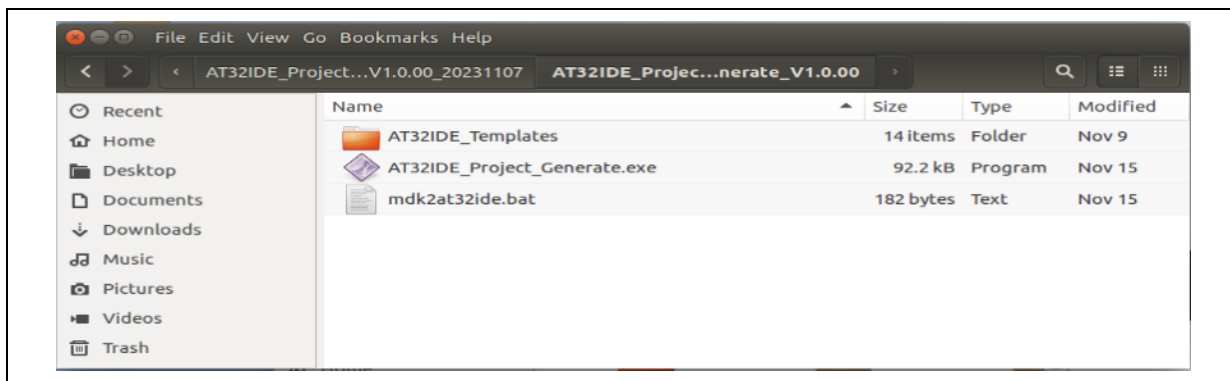 File Edit View Go Bookmarks Help
AT32IDE_Project...V1.0.00_20231107 AT32IDE_Projec...nerate_V1.0.00
Recent
Home
Desktop
Documents
Downloads
Music
Pictures
Videos
Trash
Name Size Type Modified
AT32IDE_Templates 14 items Folder Nov 9
AT32IDE_Project_Generate.exe 92.2 kB Program Nov 15
mdk2at32ide.bat 182 bytes Text Nov 15